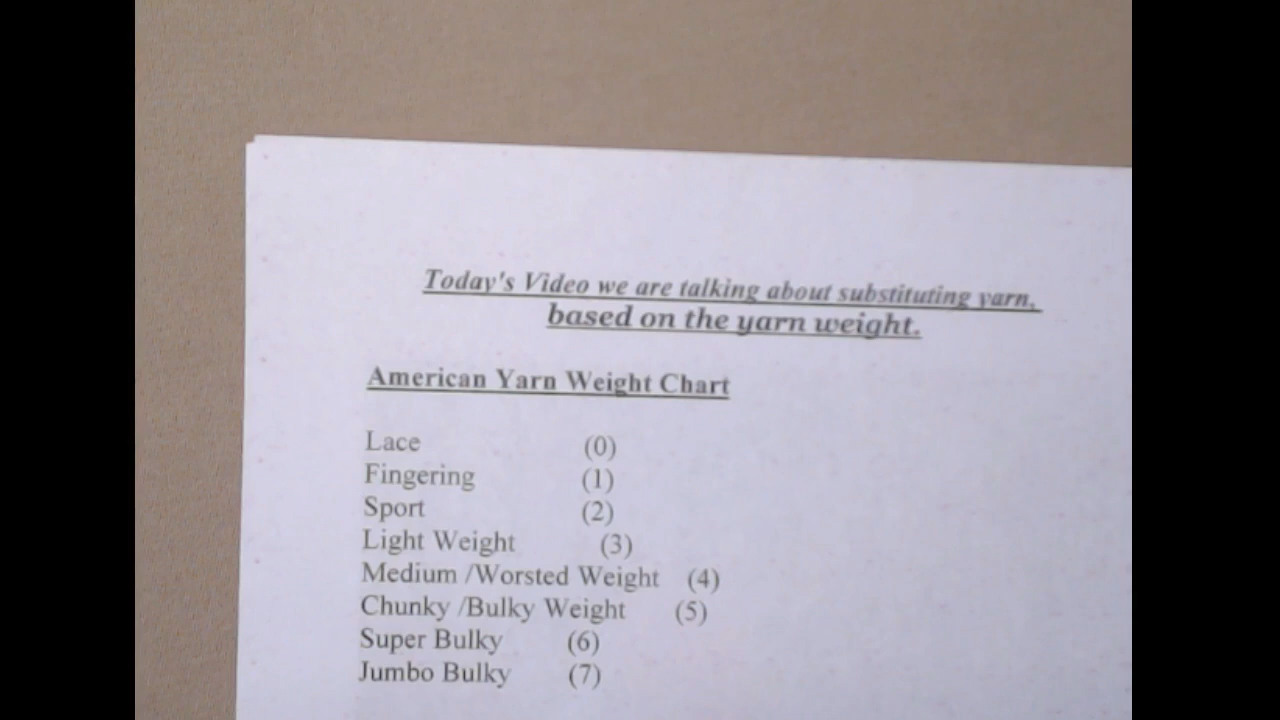 Today's Video we are talking about substituting yarn,
based on the yarn weight.
American Yarn Weight Chart
Lace (0)
Fingering (1)
Sport (2)
Light Weight (3)
Medium /Worsted Weight (4)
Chunky /Bulky Weight (5)
Super Bulky (6)
Jumbo Bulky (7)